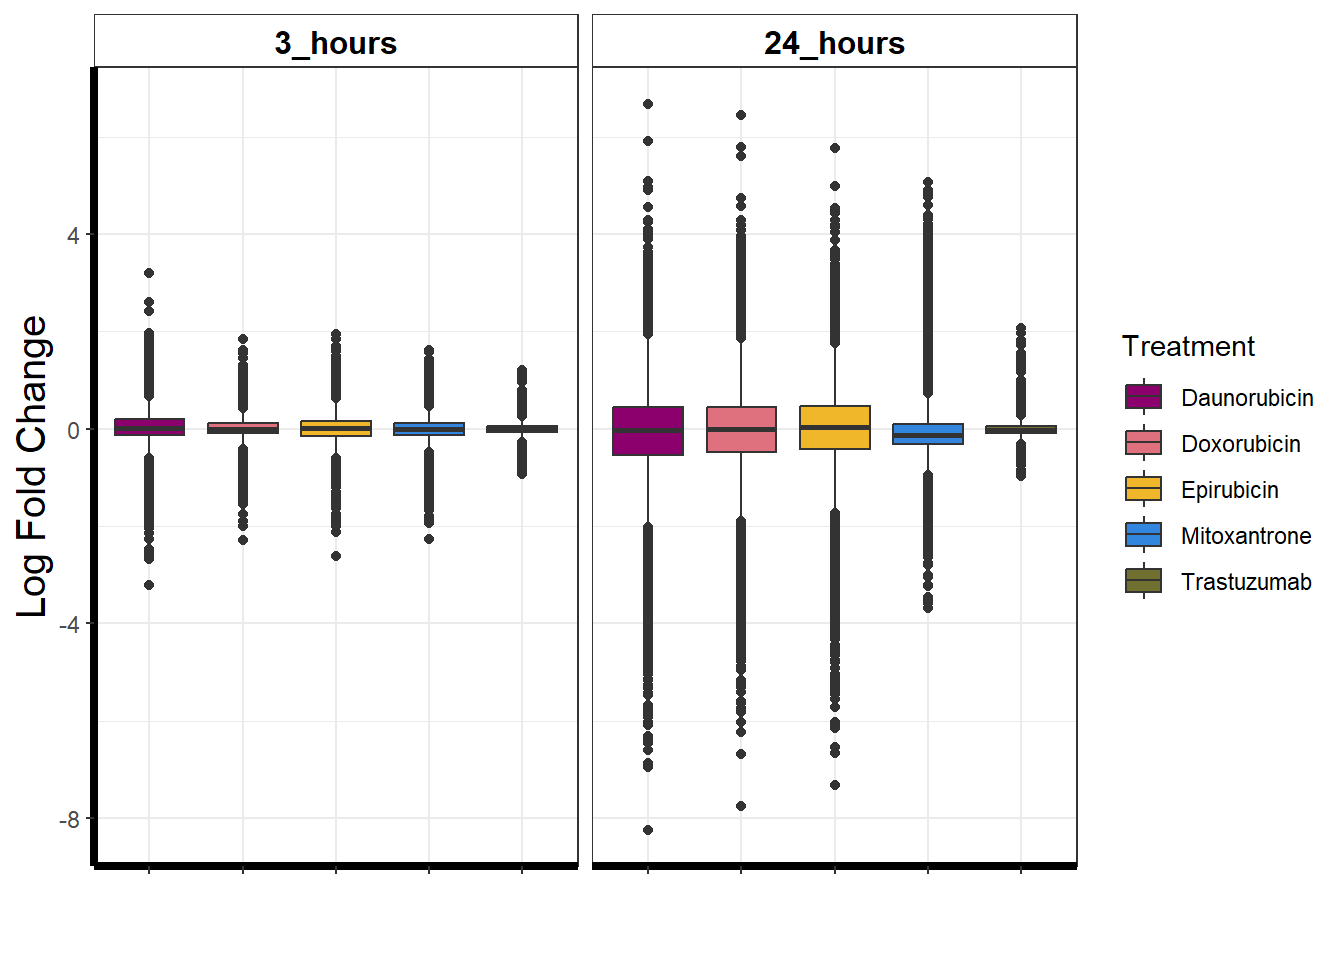 3_hours
24_hours
Log Fold Change
4
0
-4
-8
Treatment
Daunorubicin
Doxorubicin
Epirubicin
Mitoxantrone
Trastuzumab